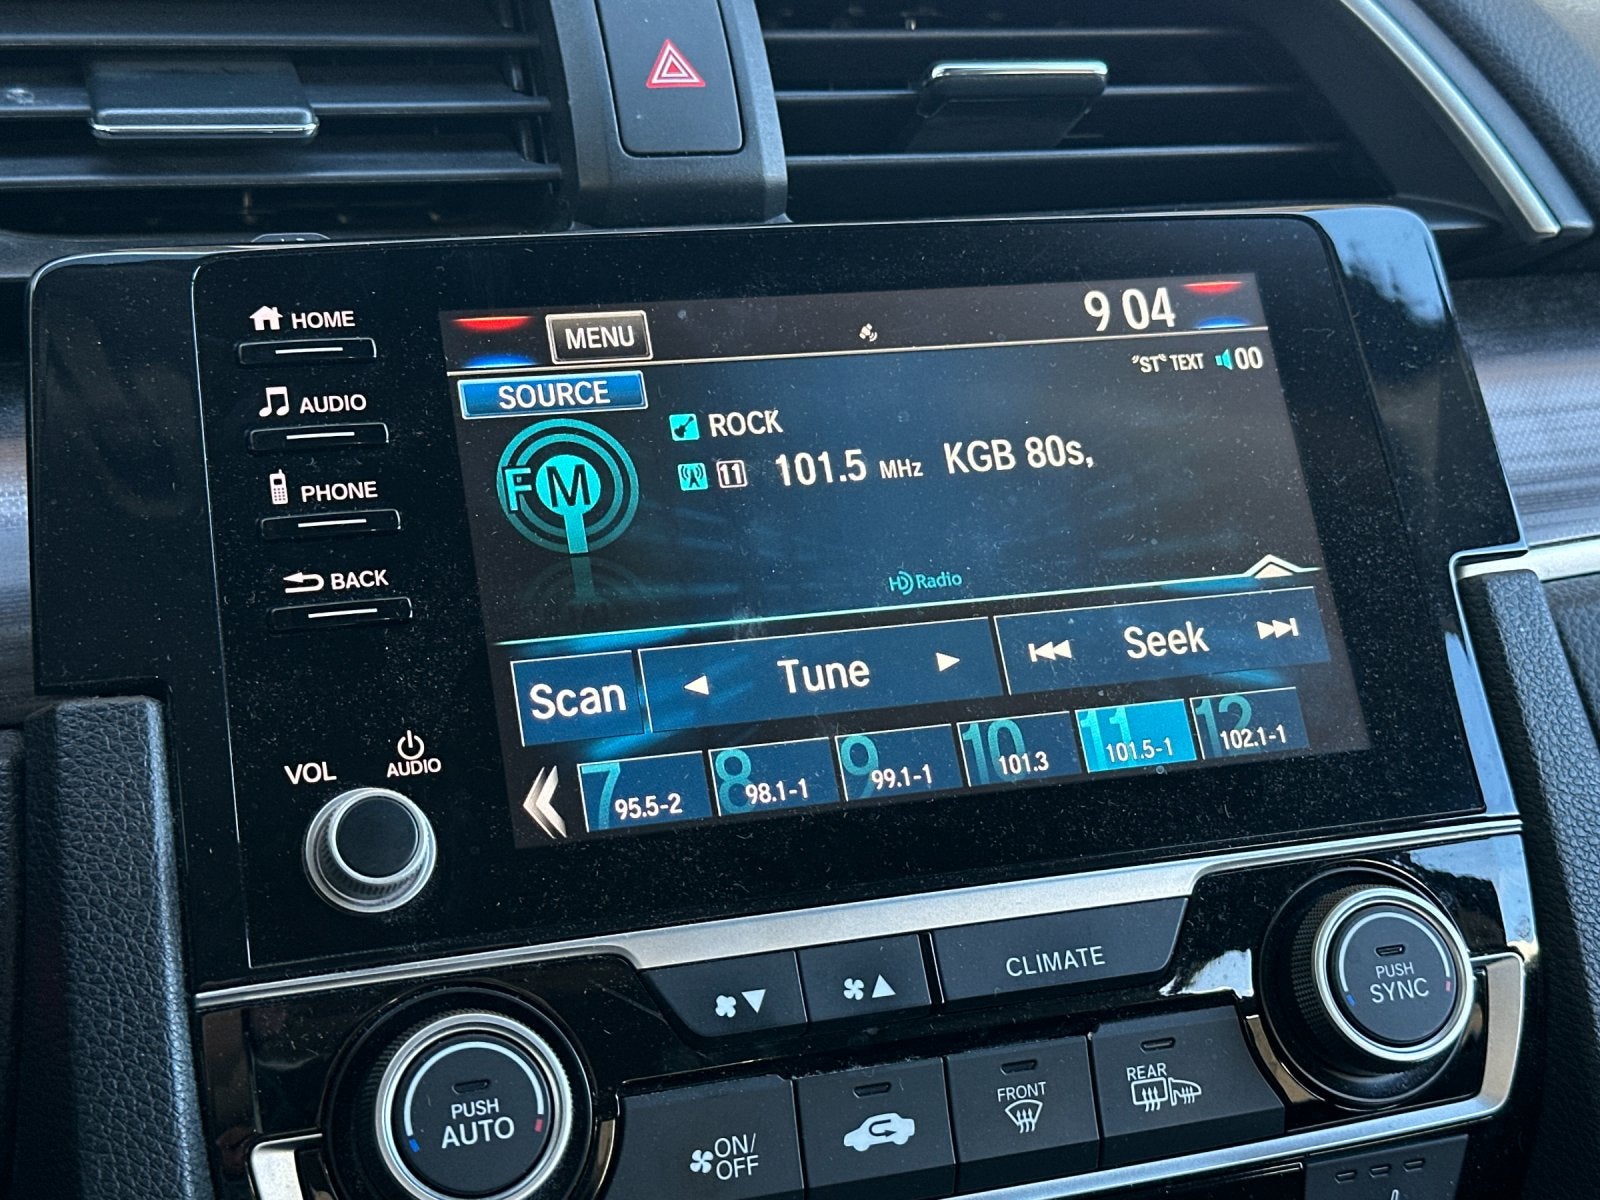 HOME
AUDIO
PHONE
BACK
VOL
AUDIO
MENU
9 04
SOURCE
"ST" TEXT 00
FM
ROCK
11 101.5 MHz KGB 80s,
HD Radio
Scan Tune Seek
7 95.5-2
8 98.1-1
9 99.1-1
10 101.3
11 101.5-1
12 102.1-1
CLIMATE
PUSH
SYNC
PUSH
AUTO
ON/
OFF
FRONT
REAR